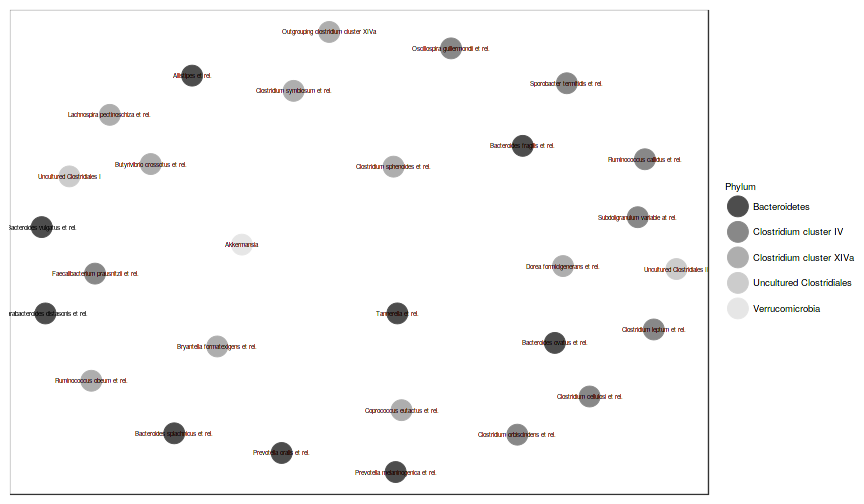 Outgrouping clostridium cluster XIVa
Oscillospira guillermondii et rel.
Allistipes et rel.
Sporobacter termitidis et rel.
Clostridium symbiosum et rel.
Lachnospira pectinoschiza et rel.
Bacteroides fragilis et rel.
Ruminococcus callidus et rel.
Butyrivibrio crossotus et rel.
Clostridium sphenoides et rel.
Uncultured Clostridiales I
Phylum
Bacteroidetes
Subdoligranulum variable at rel.
Bacteroides vulgatus et rel.
Clostridium cluster IV
Akkermansia
Clostridium cluster XIVa
Dorea formicigenerans et rel.
Uncultured Clostridiales II
Faecalibacterium prausnitzii et rel.
Uncultured Clostridiales
Verrucomicrobia
rabacteroides distasonis et rel.
Tannerella et rel.
Clostridium leptum et rel.
Bacteroides ovatus et rel.
Bryantella formatexigens et rel.
Ruminococcus obeum et rel.
Clostridium cellulosi et rel.
Coprococcus eutactus et rel.
Bacteroides splachnicus et rel.
Clostridium orbiscindens et rel.
Prevotella oralis et rel.
Prevotella melaninogenica et rel.